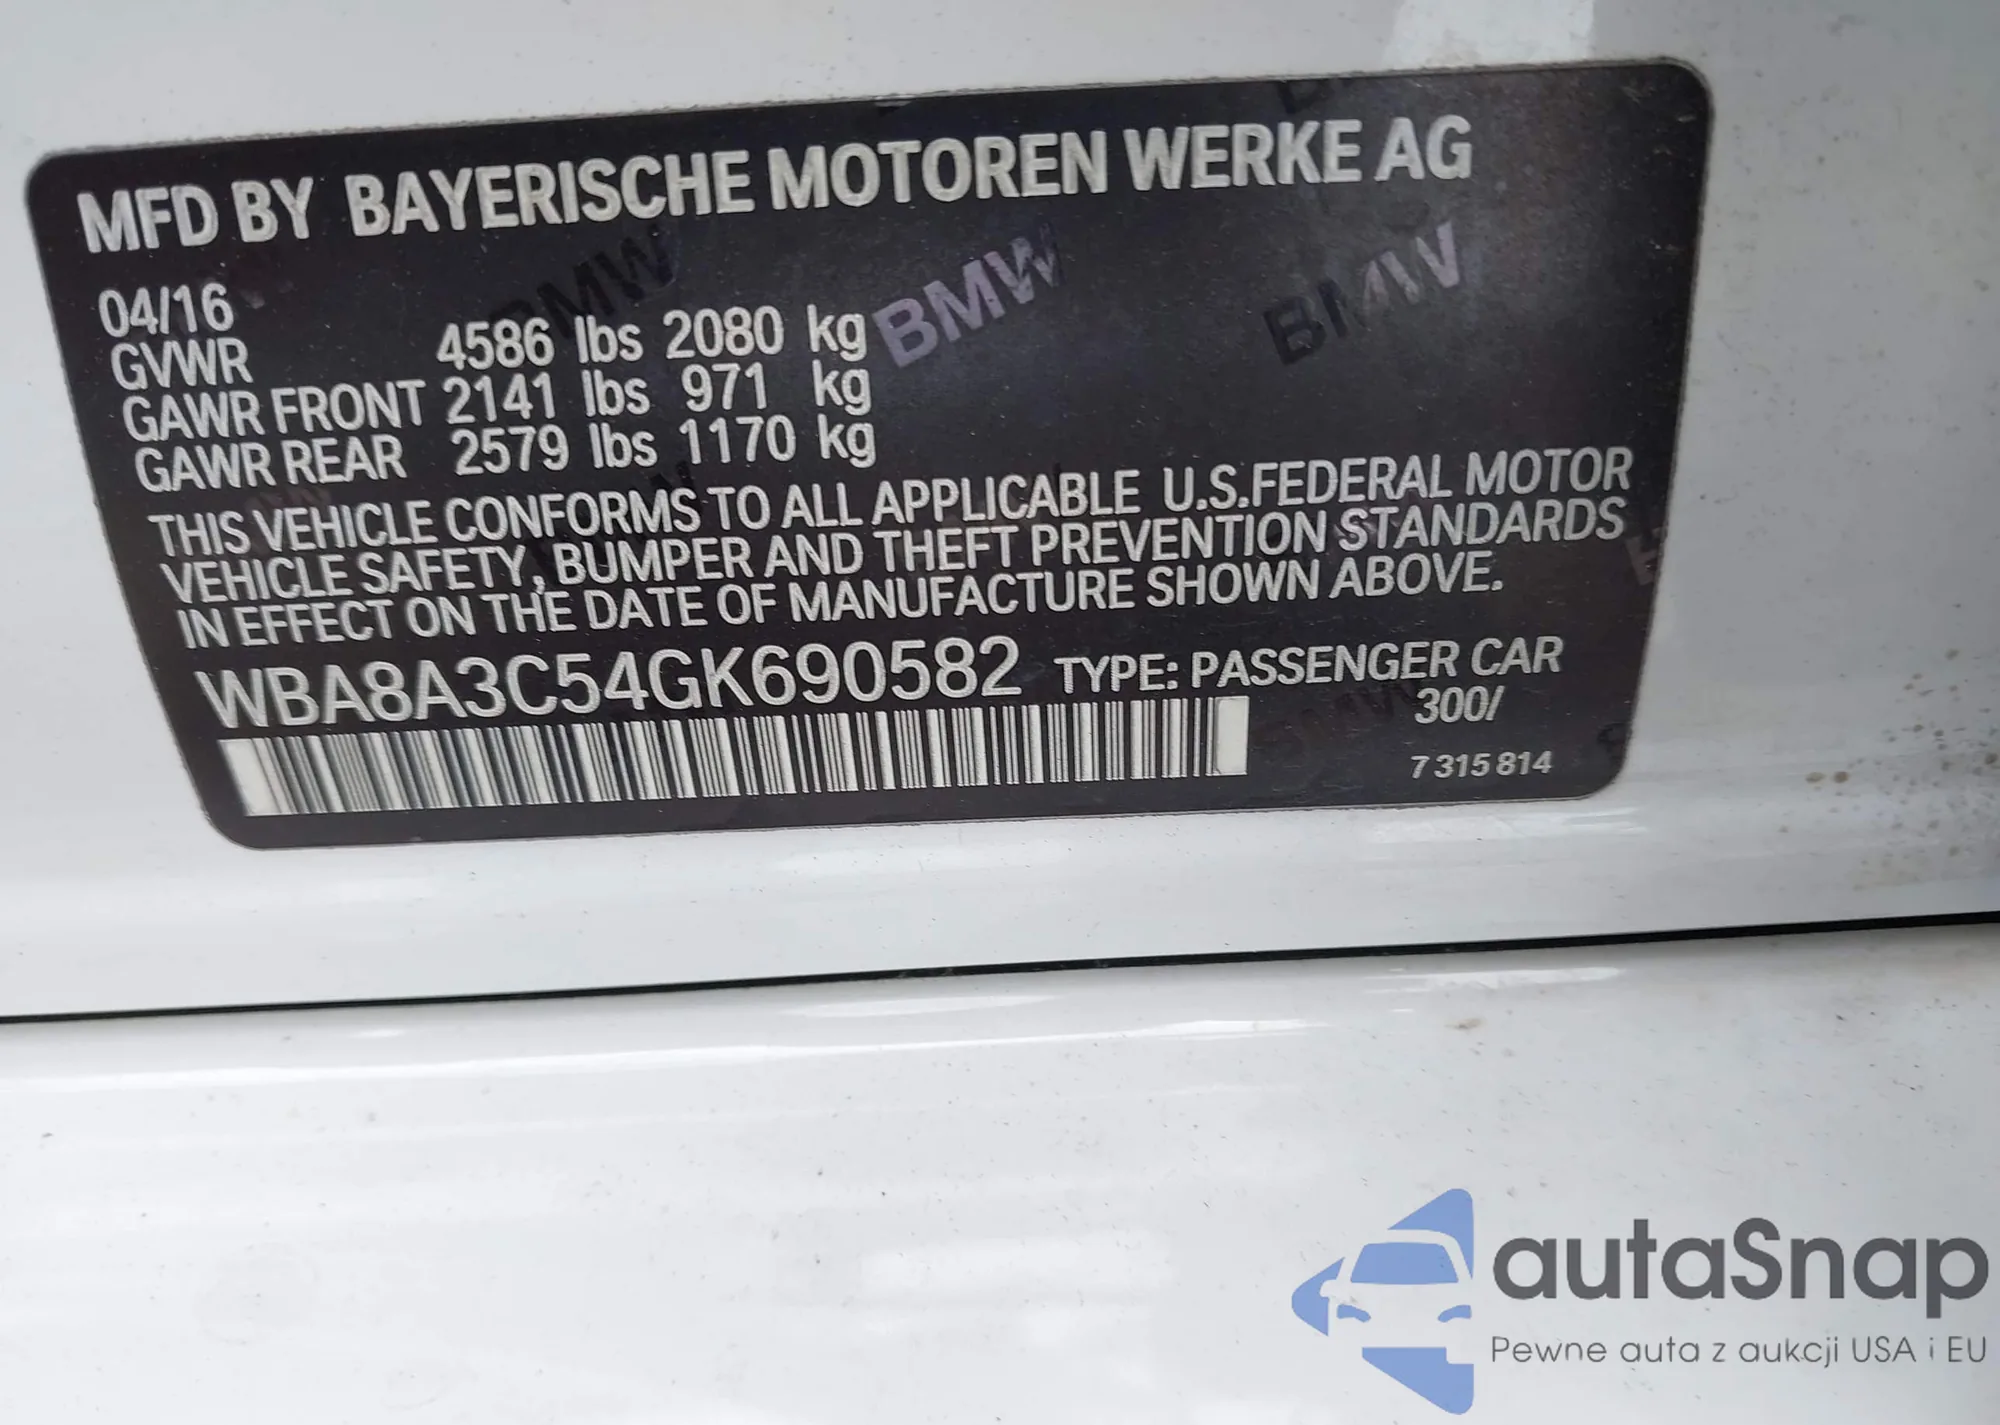 MFD BY BAYERISCHE MOTOREN WERKE AG
04/16
GVWR 4586 lbs 2080 kg
GAWR FRONT 2141 lbs 971 kg
GAWR REAR 2579 lbs 1170 kg
THIS VEHICLE CONFORMS TO ALL APPLICABLE U.S.FEDERAL MOTOR
VEHICLE SAFETY, BUMPER AND THEFT PREVENTION STANDARDS
IN EFFECT ON THE DATE OF MANUFACTURE SHOWN ABOVE.
WBA8A3C54GK690582 TYPE: PASSENGER CAR
300/
7 315 814
BMW
BMW
BMW
autaSnap
Pewne auta z aukcji USA i EU